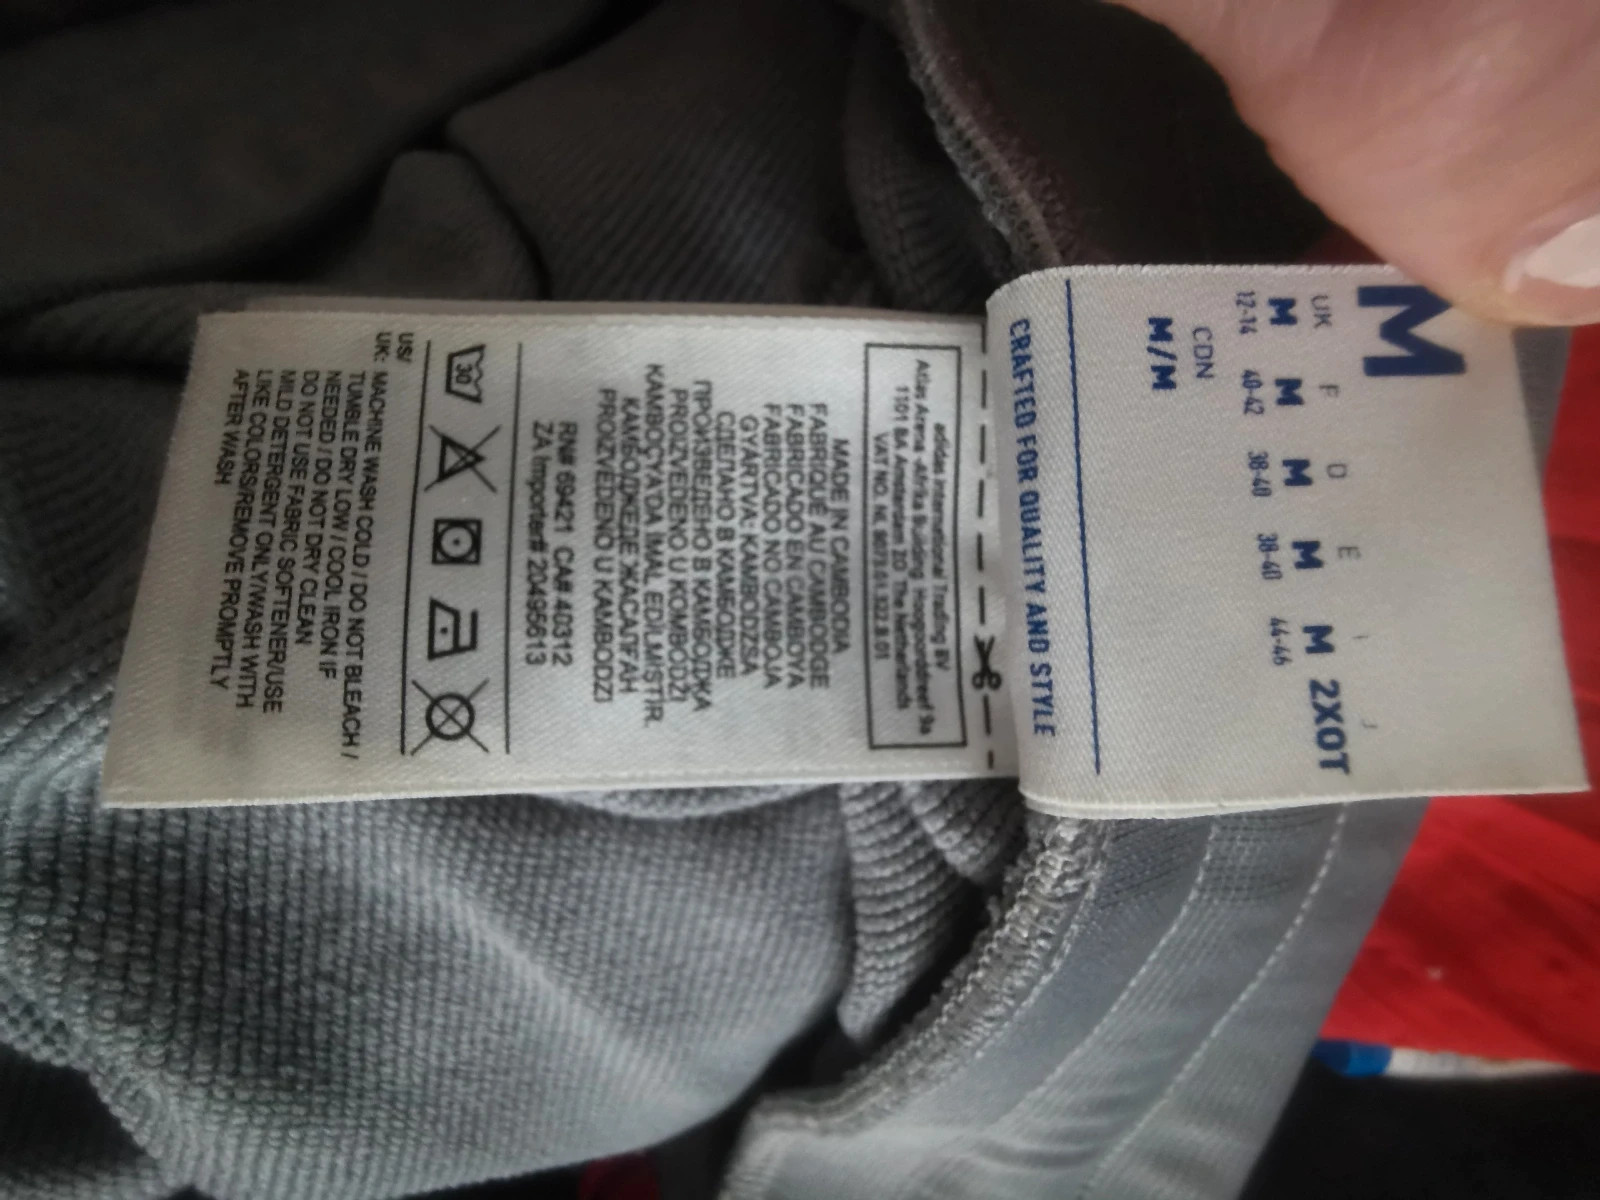 M
UK F D E I J
M M M M M 2XOT
12-14 40-42 38-40 38-40 44-46
CDN
M/M
CRAFTED FOR QUALITY AND STYLE
adidas International Trading BV
Atlas Arena -Afrika Building Hoogoorddreef 9a
1101 BA Amsterdam ZO The Netherlands
VAT NO. NL 8073.01.322.B.01
MADE IN CAMBODIA
FABRIQUÉ AU CAMBODGE
FABRICADO EN CAMBOYA
FABRICADO NO CAMBOJA
GYÁRTVA: KAMBODZSA
СДЕЛАНО В КАМБОДЖЕ
ПРОИЗВЕДЕНО В КАМБОДЖА
PROIZVEDENO U KOMBODŽI
KAMBOÇYA'DA İMAL EDİLMİŞTİR.
КАМБОДЖЕДЕ ЖАСАЛҒАН
PROIZVEDENO U KAMBODZI
RN# 69421 CA# 40312
ZA Importer# 20495613
30
US/
UK: MACHINE WASH COLD / DO NOT BLEACH /
TUMBLE DRY LOW / COOL IRON IF
NEEDED / DO NOT DRY CLEAN
DO NOT USE FABRIC SOFTENER/USE
MILD DETERGENT ONLY/WASH WITH
LIKE COLORS/REMOVE PROMPTLY
AFTER WASH